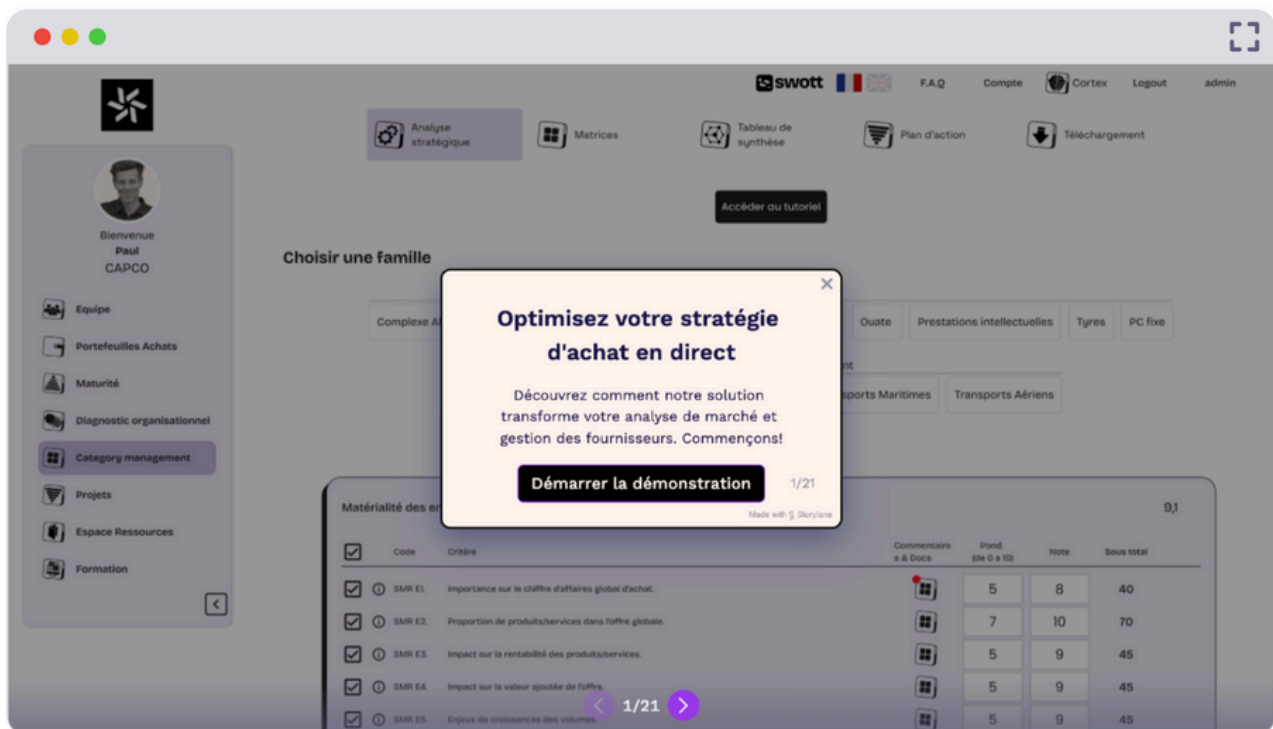 swott
F.A.Q
Compte
Cortex
Logout
admin
Analyse
stratégique
Matrices
Tableau de
synthèse
Plan d'action
Téléchargement
Accéder au tutoriel
Bienvenue
Paul
CAPCO
Equipe
Portefeuilles Achats
Maturité
Diagnostic organisationnel
Category management
Projets
Espace Ressources
Formation
Choisir une famille
Ouate
Prestations intellectuelles
Tyres
PC fixe
Transports Aériens
Optimisez votre stratégie
d'achat en direct
Découvrez comment notre solution
transforme votre analyse de marché et
gestion des fournisseurs. Commençons!
Démarrer la démonstration
1/21
Made with Storylane
Matérialité des
9,1
Code Critère Commentaire Pond. Note Sous total
s & Docs (de 0 a 10)
SMR E1. Importance sur le chiffre d'affaires global d'achat. 5 8 40
SMR E2. Proportion de produits/services dans l'offre globale. 7 10 70
SMR E3. Impact sur la rentabilité des produits/services. 5 9 45
SMR E4. Impact sur la valeur ajoutée de l'offre. 5 9 45
SMR E5. Enjeux de croissances des volumes. 5 9 45
1/21